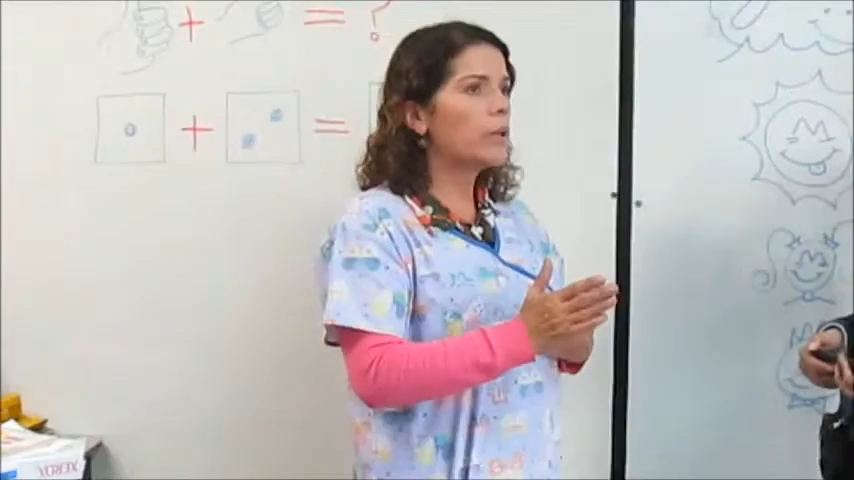 + = ?
+ =
XEROX